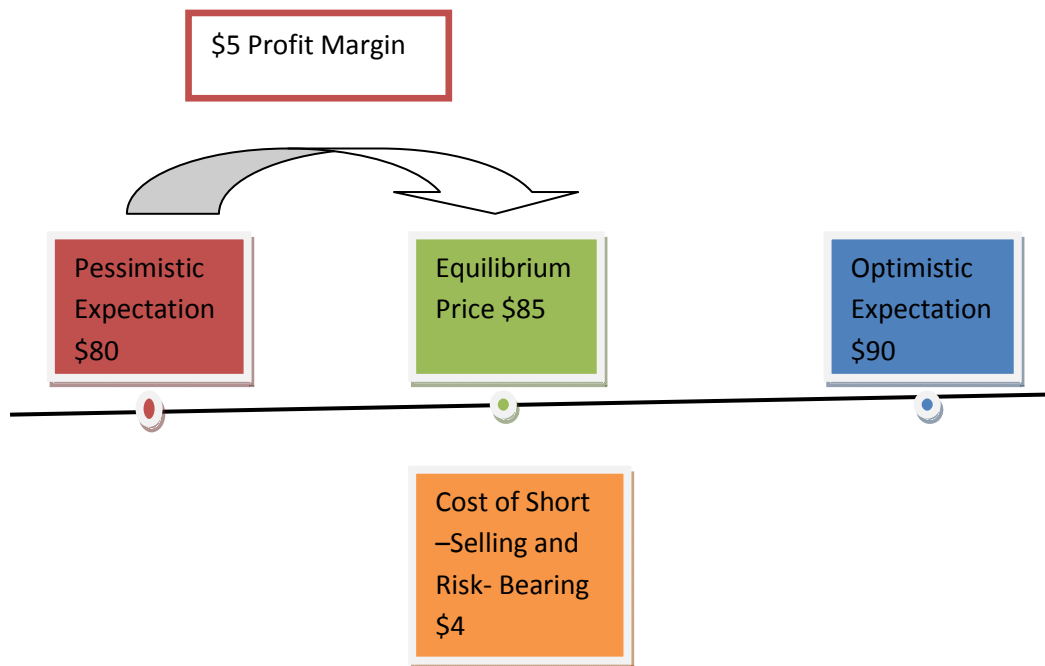 $5 Profit Margin
Pessimistic
Expectation
$80
Equilibrium
Price $85
Optimistic
Expectation
$90
Cost of Short
–Selling and
Risk- Bearing
$4